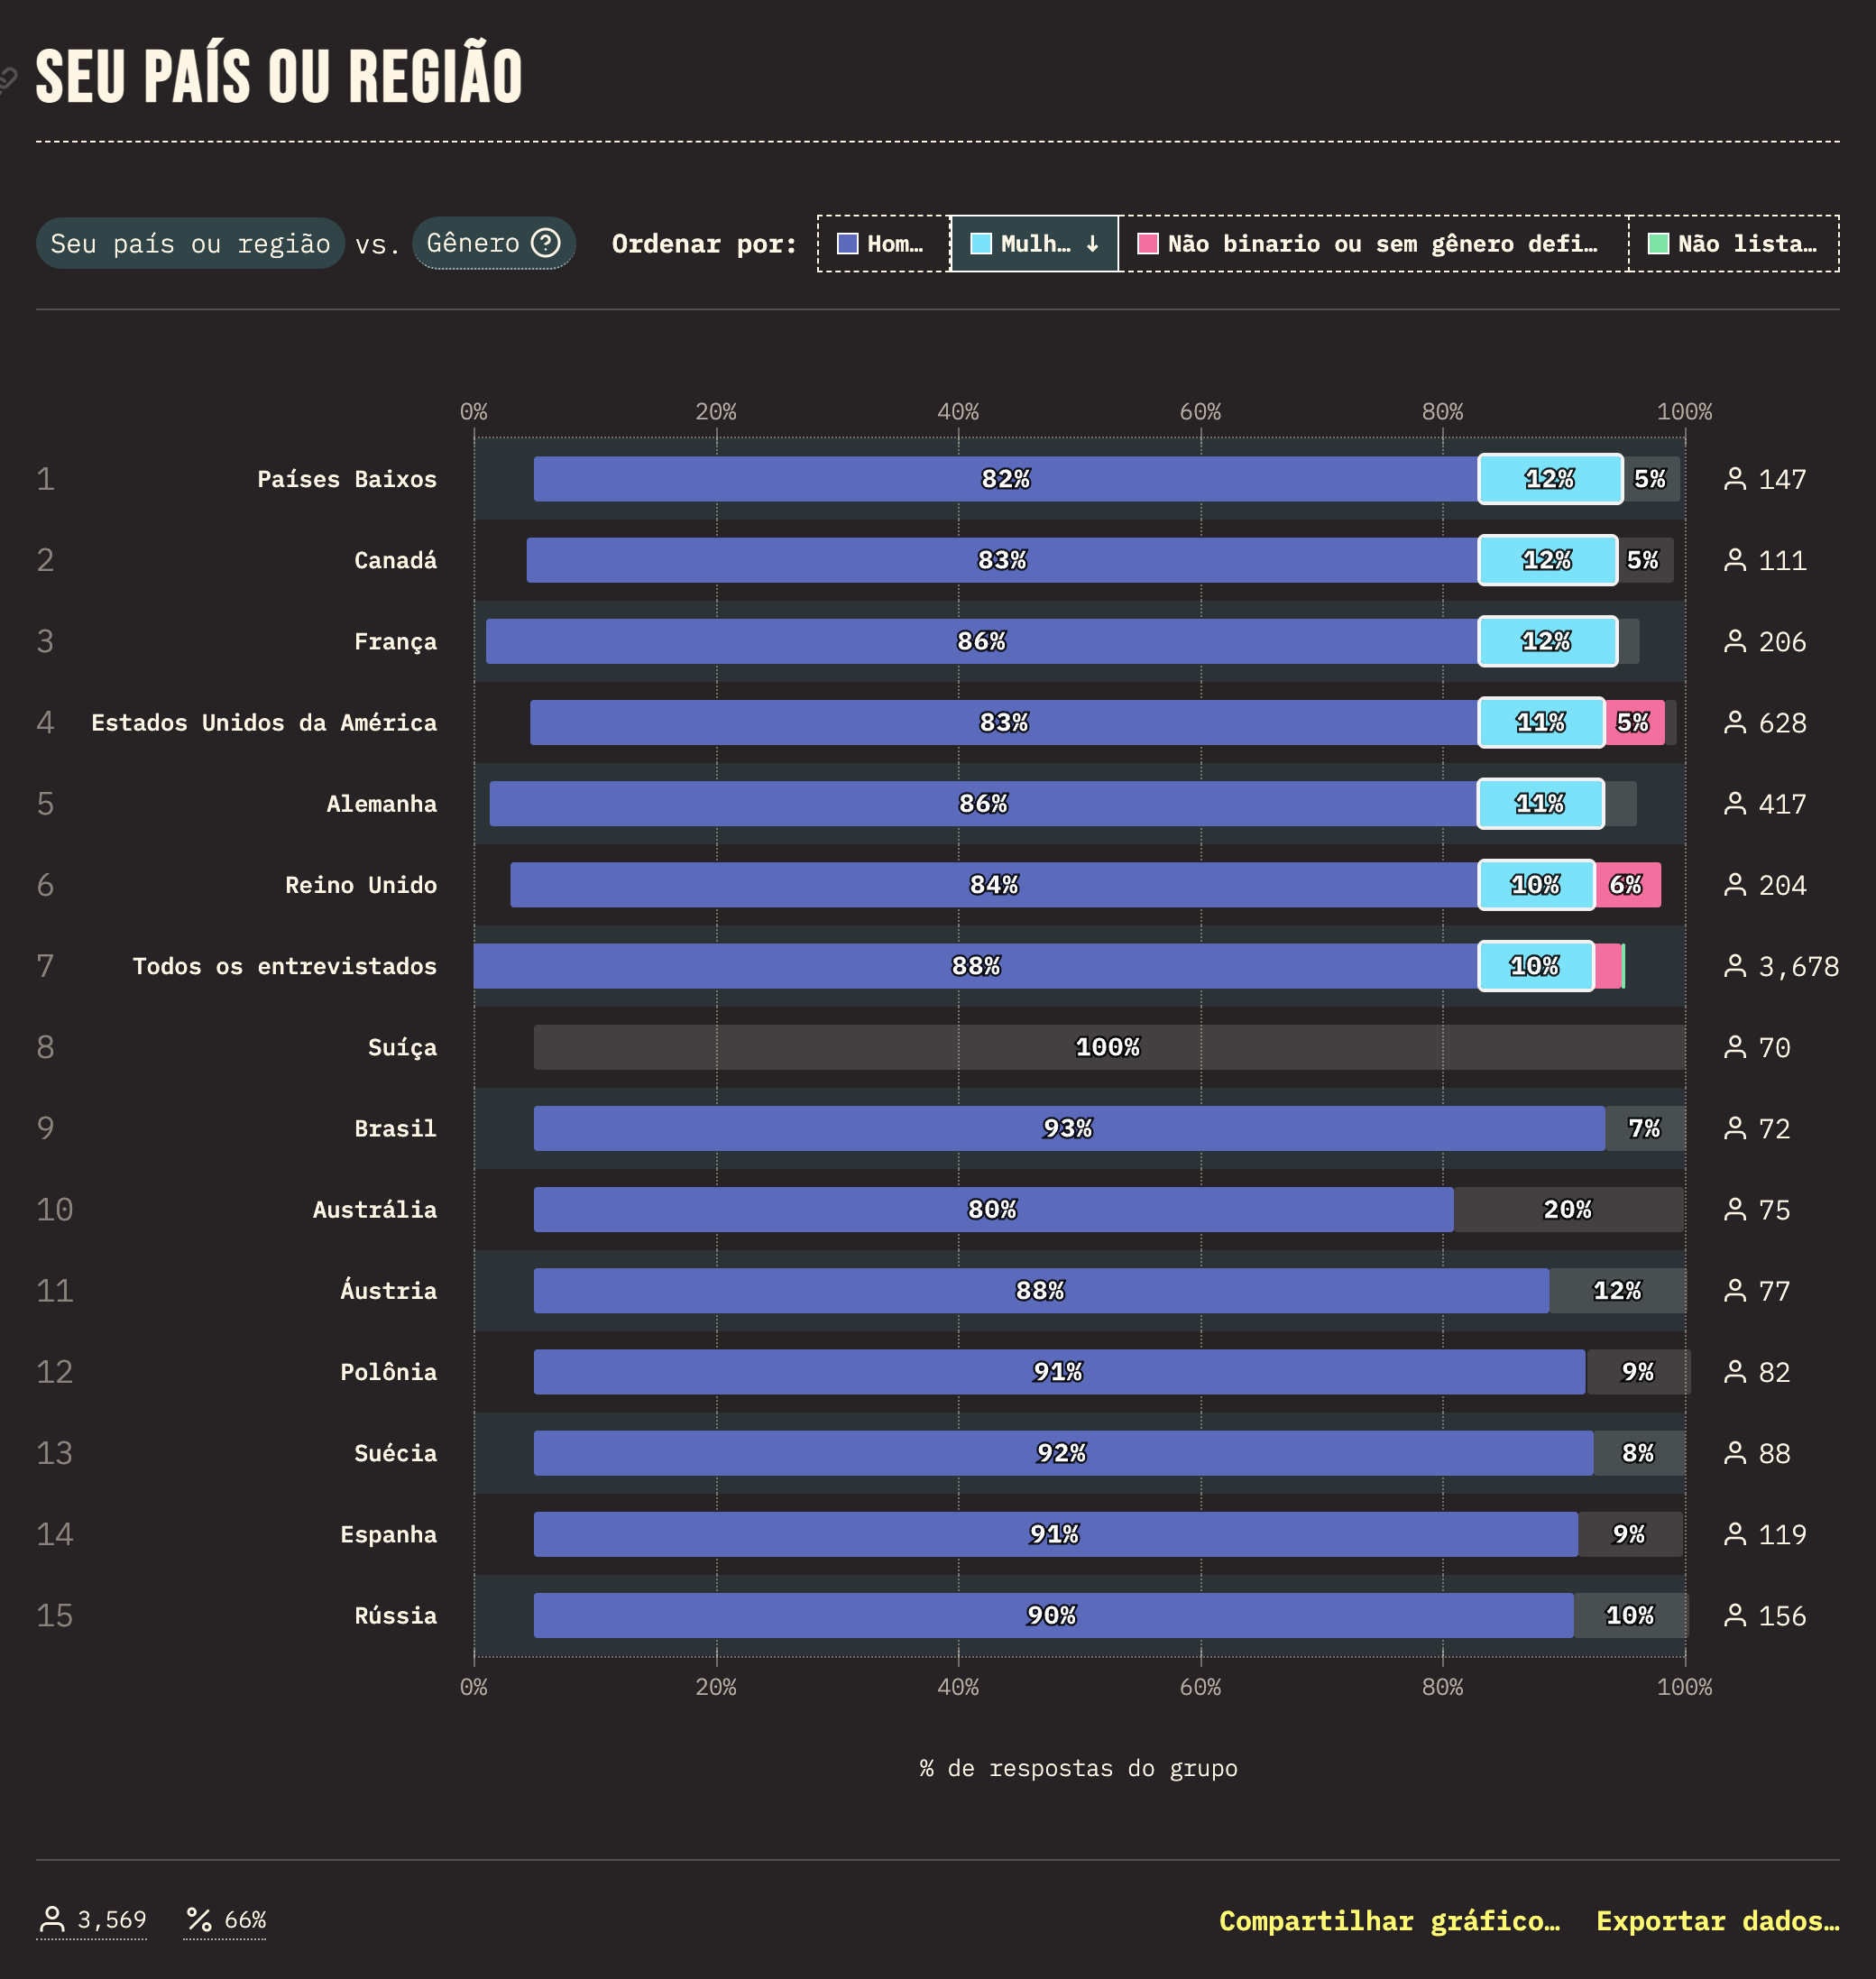 SEU PAÍS OU REGIÃO
Seu país ou região vs. Gênero ? Ordenar por: Hom… Mulh… ↓ Não binario ou sem gênero defi… Não lista…
0% 20% 40% 60% 80% 100%
1 Países Baixos 82% 12% 5% 147
2 Canadá 83% 12% 5% 111
3 França 86% 12% 206
4 Estados Unidos da América 83% 11% 5% 628
5 Alemanha 86% 11% 417
6 Reino Unido 84% 10% 6% 204
7 Todos os entrevistados 88% 10% 3,678
8 Suíça 100% 70
9 Brasil 93% 7% 72
10 Austrália 80% 20% 75
11 Áustria 88% 12% 77
12 Polônia 91% 9% 82
13 Suécia 92% 8% 88
14 Espanha 91% 9% 119
15 Rússia 90% 10% 156
0% 20% 40% 60% 80% 100%
% de respostas do grupo
3,569 % 66% Compartilhar gráfico… Exportar dados…